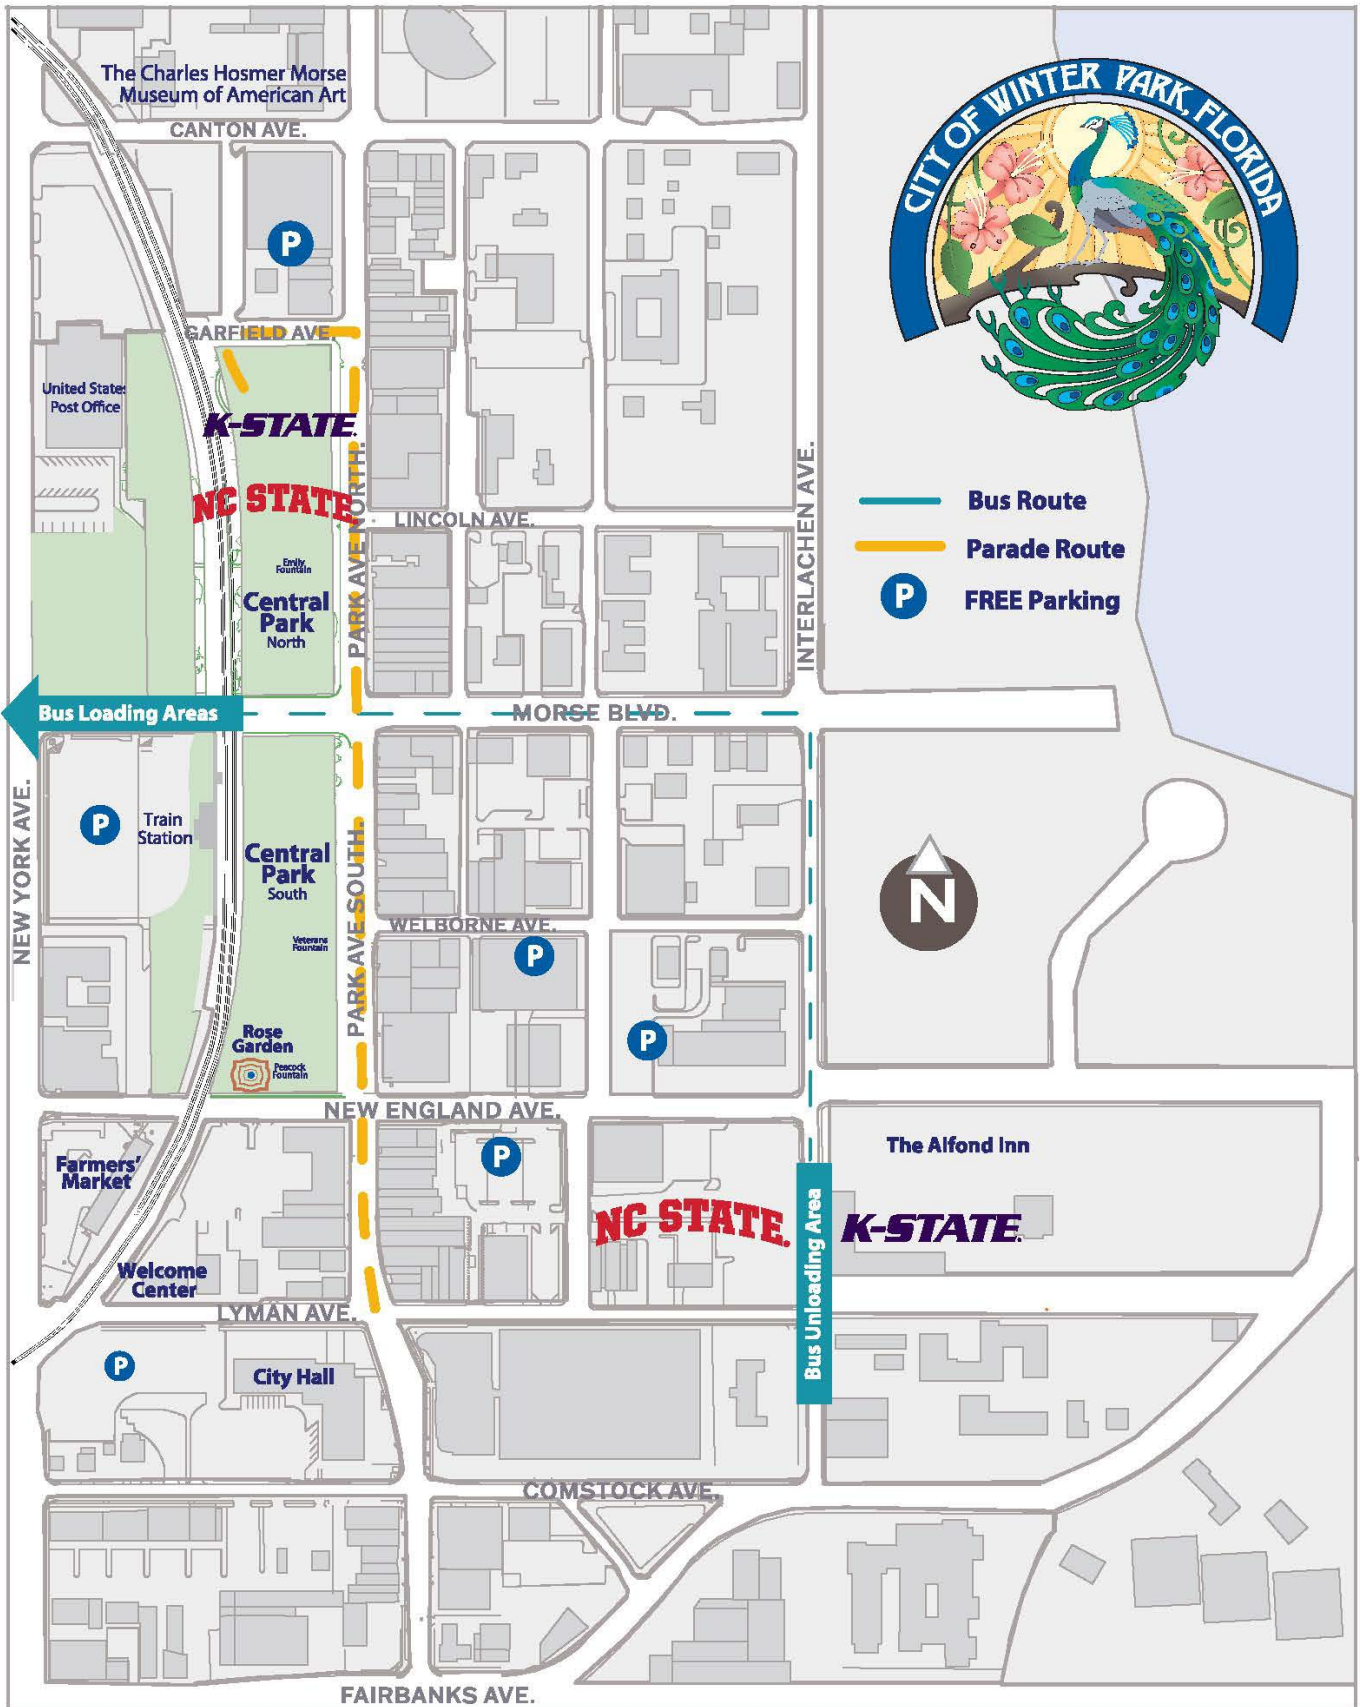 The Charles Hosmer Morse
Museum of American Art
CANTON AVE.
CITY OF WINTER PARK, FLORIDA
P
GARFIELD AVE.
United States
Post Office
K-STATE
NC STATE
PARK AVE NORTH.
LINCOLN AVE.
INTERLACHEN AVE.
Bus Route
Parade Route
P
FREE Parking
Emily
Fountain
Central
Park
North
Bus Loading Areas
MORSE BLVD.
NEW YORK AVE.
P
Train
Station
Central
Park
South
PARK AVE SOUTH.
N
WELBORNE AVE.
P
Veterans
Fountain
P
Rose
Garden
Peacock
Fountain
NEW ENGLAND AVE.
Farmers'
Market
P
The Alfond Inn
NC STATE.
Bus Unloading Area
K-STATE.
Welcome
Center
LYMAN AVE.
P
City Hall
COMSTOCK AVE.
FAIRBANKS AVE.